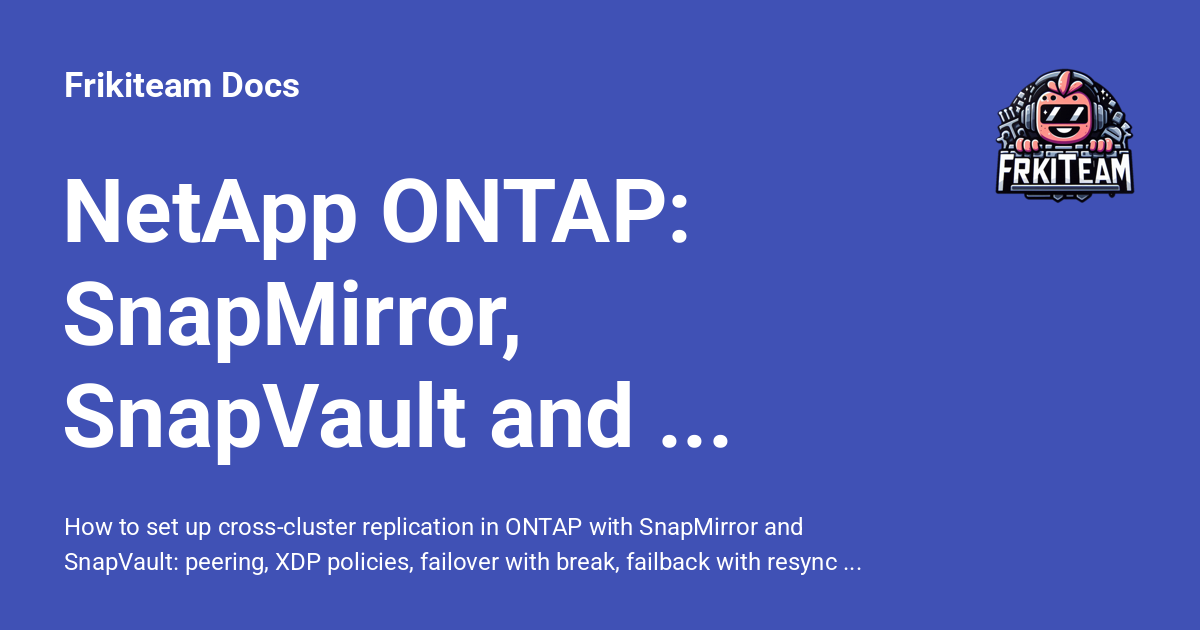 Frikiteam Docs
FRKITEAM
NetApp ONTAP:
SnapMirror,
SnapVault and ...
How to set up cross-cluster replication in ONTAP with SnapMirror and
SnapVault: peering, XDP policies, failover with break, failback with resync ...